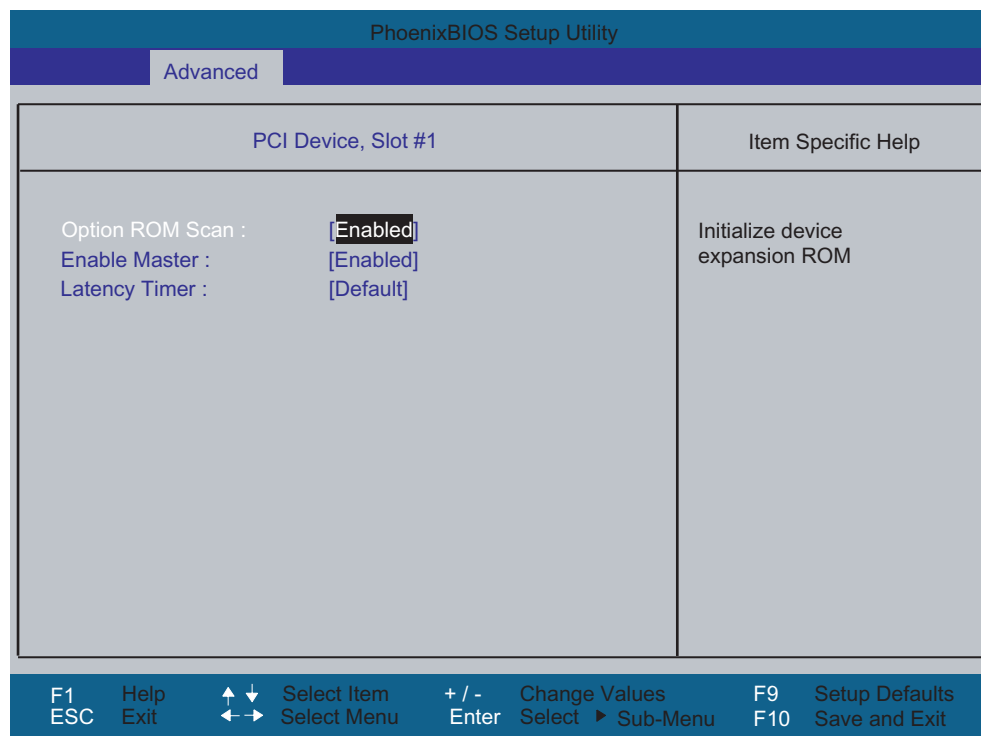 PhoenixBIOS Setup Utility
Advanced
PCI Device, Slot #1
Item Specific Help
Option ROM Scan : [Enabled]
Enable Master : [Enabled]
Latency Timer : [Default]
Initialize device
expansion ROM
F1 Help Select Item + / - Change Values F9 Setup Defaults
ESC Exit Select Menu Enter Select Sub-Menu F10 Save and Exit